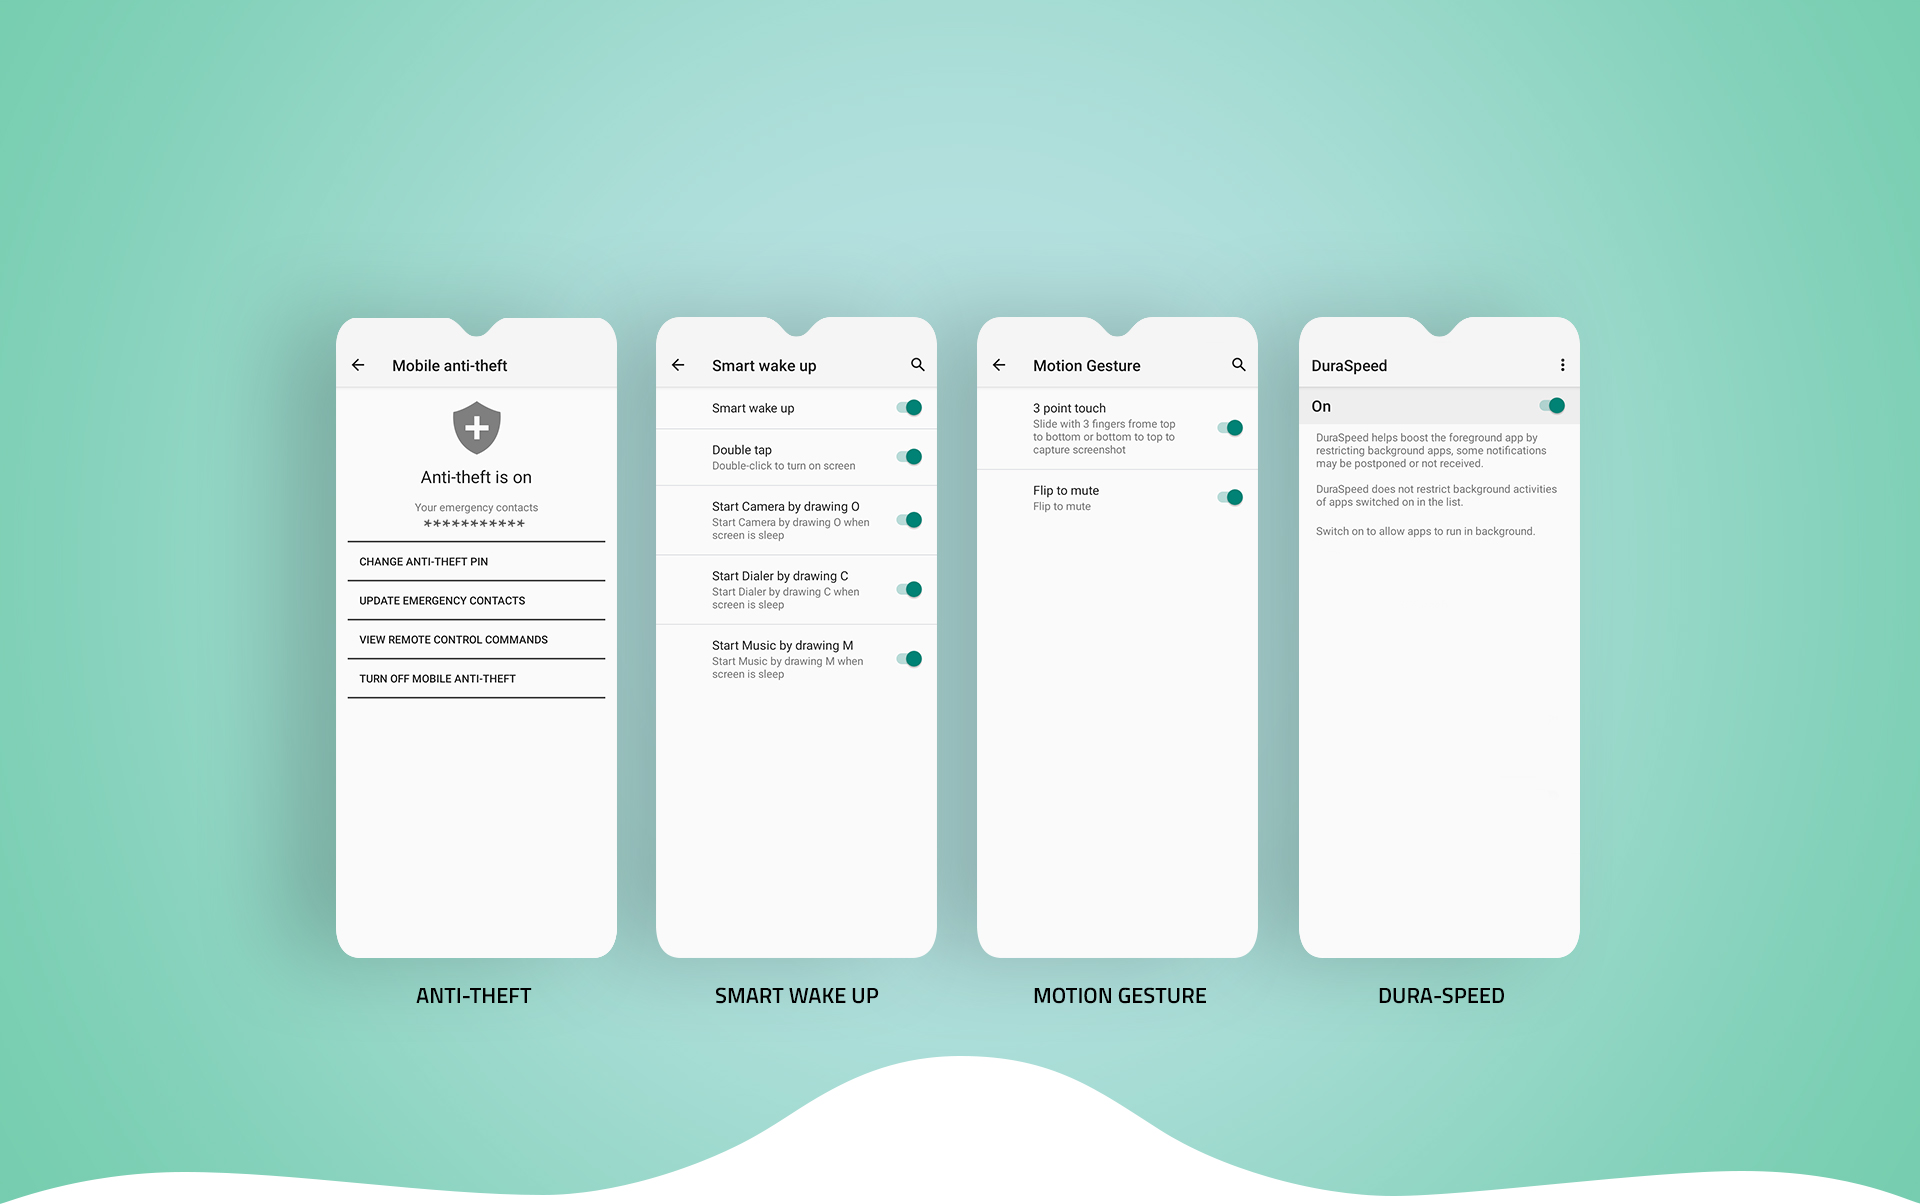 Mobile anti-theft
Anti-theft is on
Your emergency contacts
***********
CHANGE ANTI-THEFT PIN
UPDATE EMERGENCY CONTACTS
VIEW REMOTE CONTROL COMMANDS
TURN OFF MOBILE ANTI-THEFT
ANTI-THEFT
Smart wake up
Smart wake up
Double tap
Double-click to turn on screen
Start Camera by drawing O
Start Camera by drawing O when
screen is sleep
Start Dialer by drawing C
Start Dialer by drawing C when
screen is sleep
Start Music by drawing M
Start Music by drawing M when
screen is sleep
SMART WAKE UP
Motion Gesture
3 point touch
Slide with 3 fingers frome top
to bottom or bottom to top to
capture screenshot
Flip to mute
Flip to mute
MOTION GESTURE
DuraSpeed
On
DuraSpeed helps boost the foreground app by
restricting background apps, some notifications
may be postponed or not received.
DuraSpeed does not restrict background activities
of apps switched on in the list.
Switch on to allow apps to run in background.
DURA-SPEED